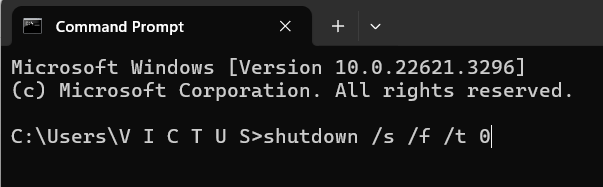 Command Prompt
Microsoft Windows [Version 10.0.22621.3296]
(c) Microsoft Corporation. All rights reserved.
C:\Users\V I C T U S>shutdown /s /f /t 0